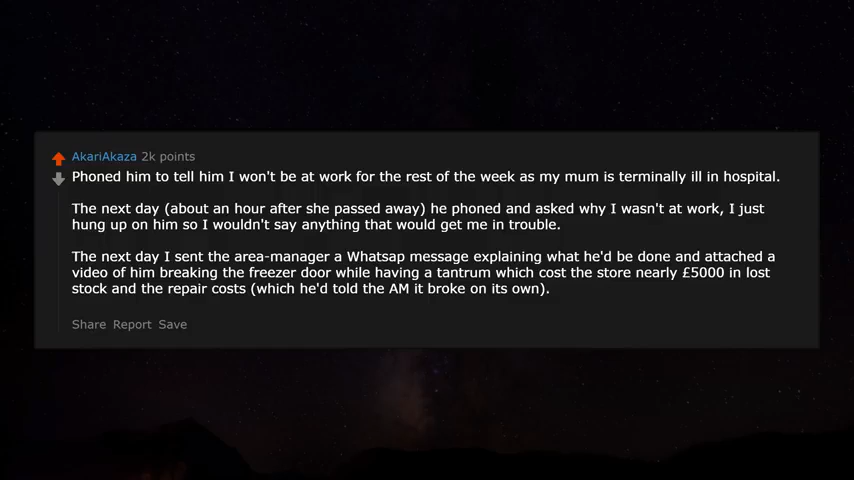 AkariAkaza 2k points
Phoned him to tell him I won't be at work for the rest of the week as my mum is terminally ill in hospital.
The next day (about an hour after she passed away) he phoned and asked why I wasn't at work, I just
hung up on him so I wouldn't say anything that would get me in trouble.
The next day I sent the area-manager a Whatsap message explaining what he'd be done and attached a
video of him breaking the freezer door while having a tantrum which cost the store nearly £5000 in lost
stock and the repair costs (which he'd told the AM it broke on its own).
Share Report Save